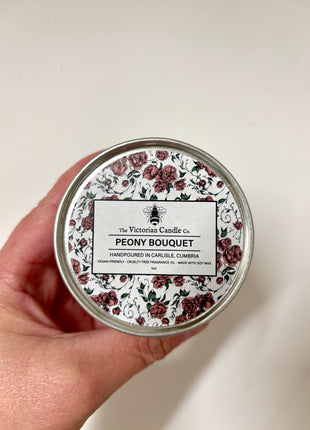 The Victorian Candle Co.
PEONY BOUQUET
HANDPOURED IN CARLISLE, CUMBRIA
VEGAN-FRIENDLY · CRUELTY FREE FRAGRANCE OIL · MADE WITH SOY WAX